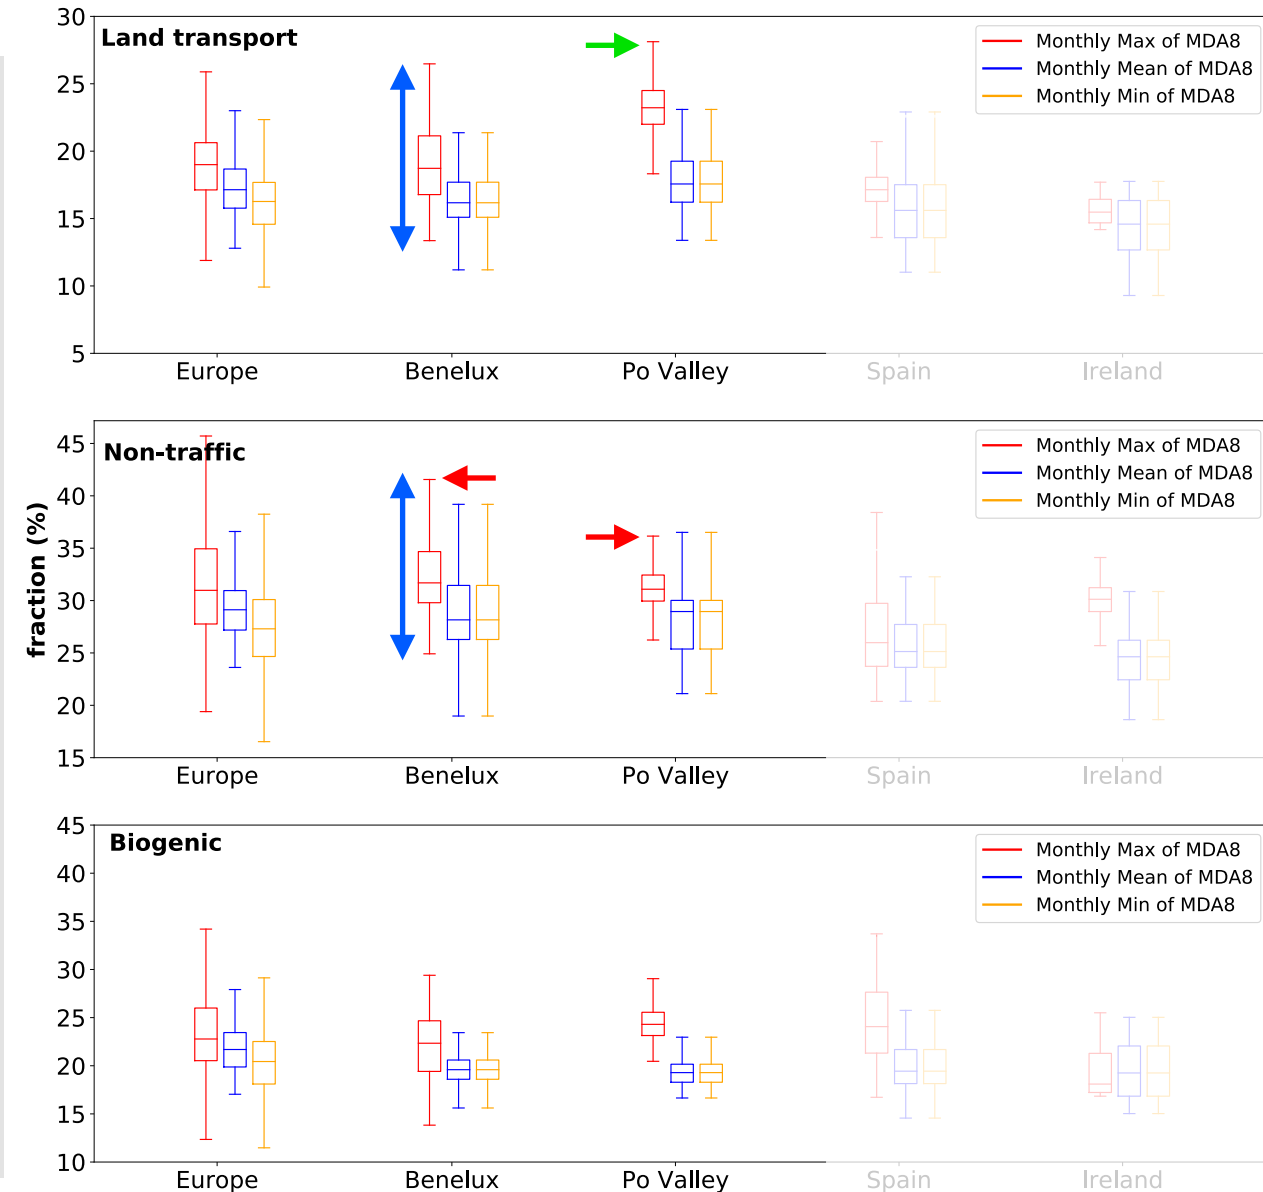 30
25
20
15
10
5
Land transport
Monthly Max of MDA8
Monthly Mean of MDA8
Monthly Min of MDA8
Europe
Benelux
Po Valley
Spain
Ireland
fraction (%)
45
40
35
30
25
20
15
Non-traffic
Monthly Max of MDA8
Monthly Mean of MDA8
Monthly Min of MDA8
Europe
Benelux
Po Valley
Spain
Ireland
45
40
35
30
25
20
15
10
Biogenic
Monthly Max of MDA8
Monthly Mean of MDA8
Monthly Min of MDA8
Europe
Benelux
Po Valley
Spain
Ireland